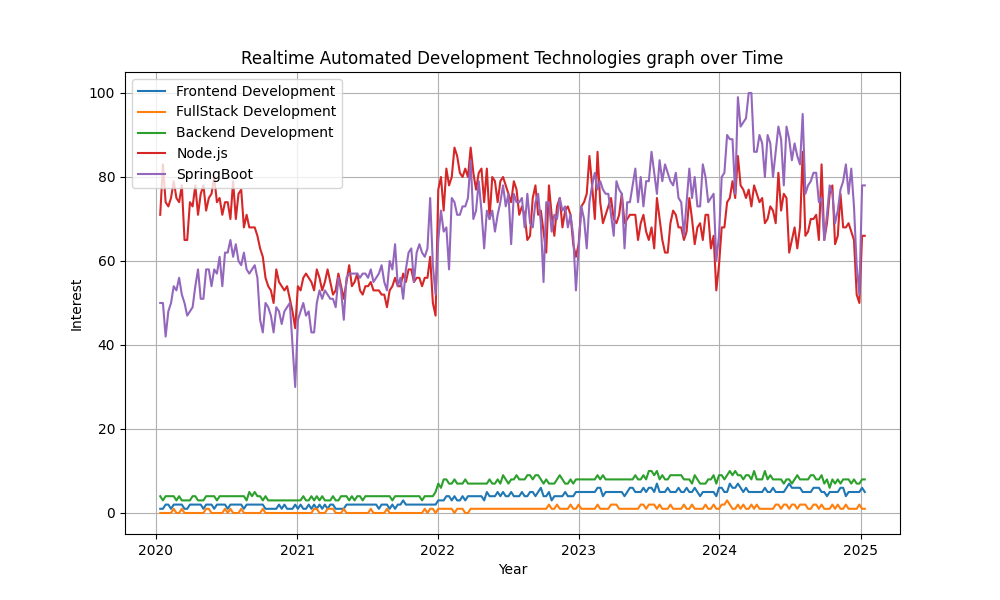 Realtime Automated Development Technologies graph over Time
Frontend Development
FullStack Development
Backend Development
Node.js
SpringBoot
100
80
60
40
20
0
Interest
2020 2021 2022 2023 2024 2025
Year